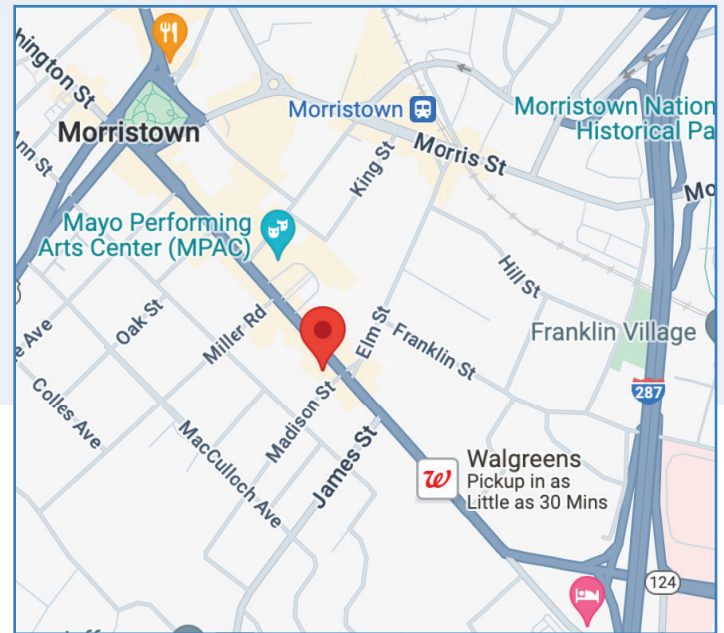 hington St
Morristown
Morristown
Morristown Nation
Historical Pa
Morris St
Mo
King St
Ann St
Mayo Performing
Arts Center (MPAC)
Hill St
Elm St
Franklin St
Franklin Village
Miller Rd
Oak St
e Ave
Colles Ave
MacCulloch Ave
Madison St
James St
287
W
Walgreens
Pickup in as
Little as 30 Mins
124